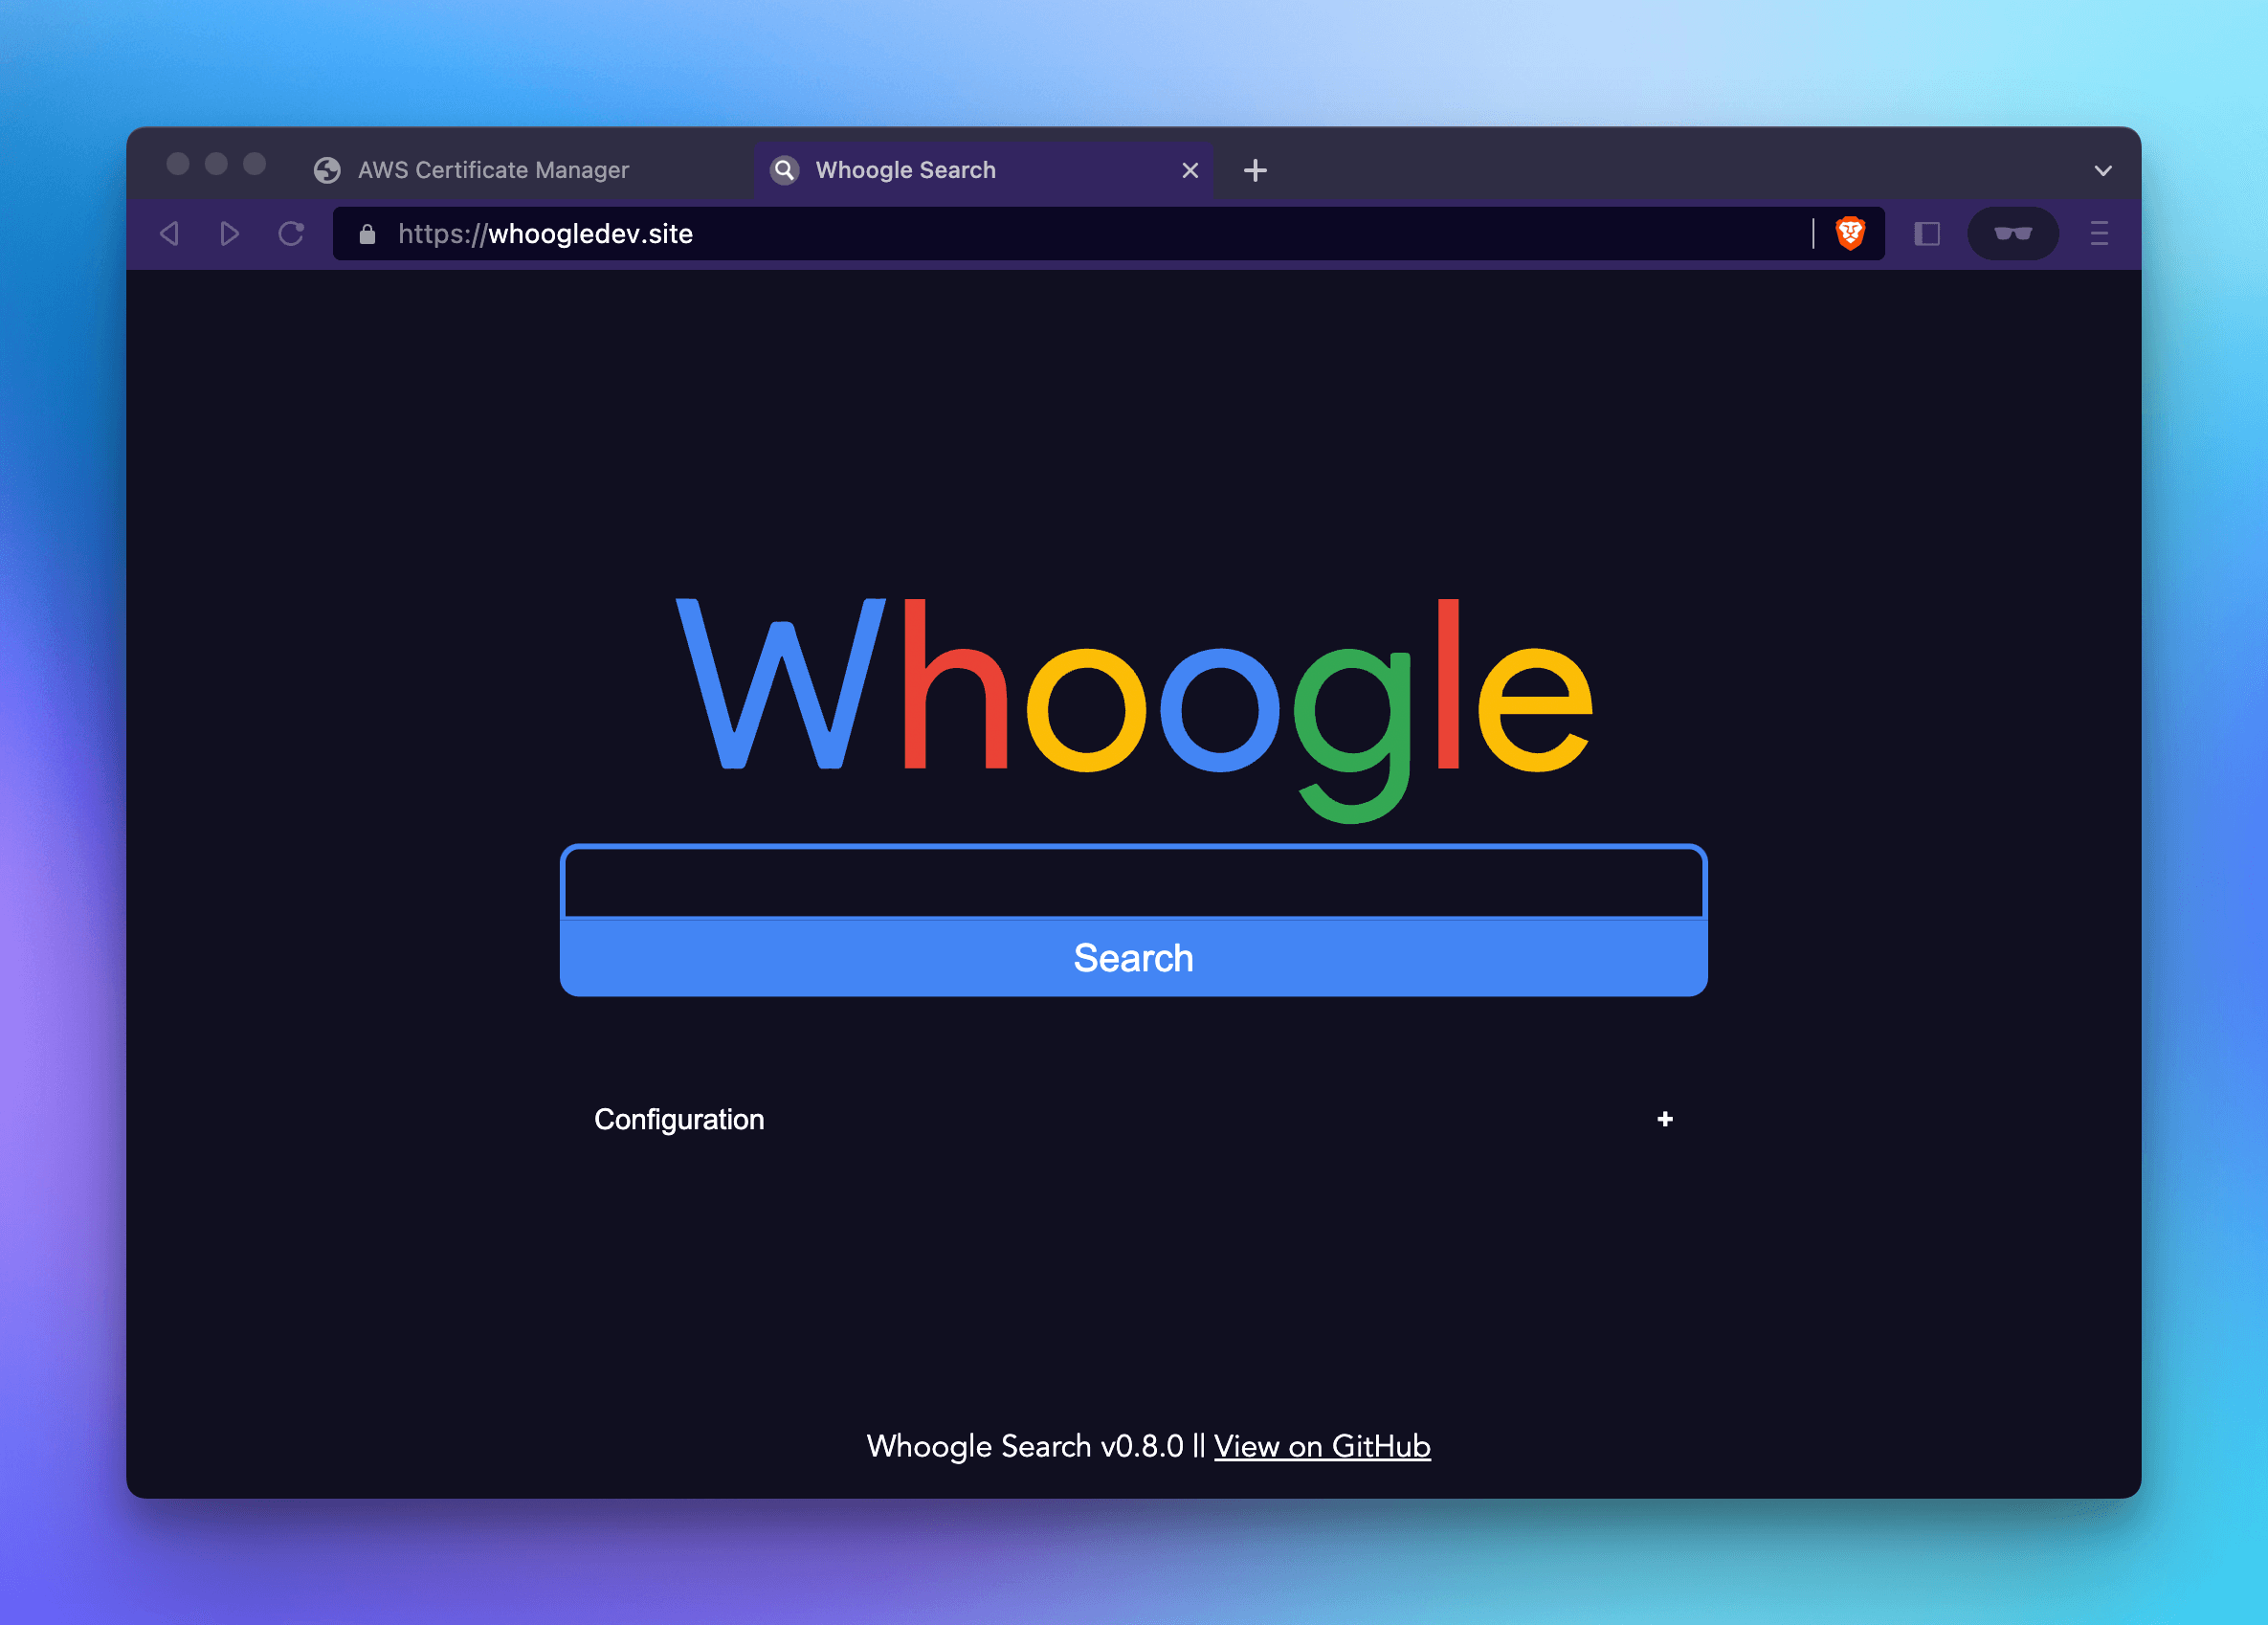 AWS Certificate Manager
Whoogle Search
https://whoogledev.site
Whoogle
Search
Configuration
Whoogle Search v0.8.0 || View on GitHub